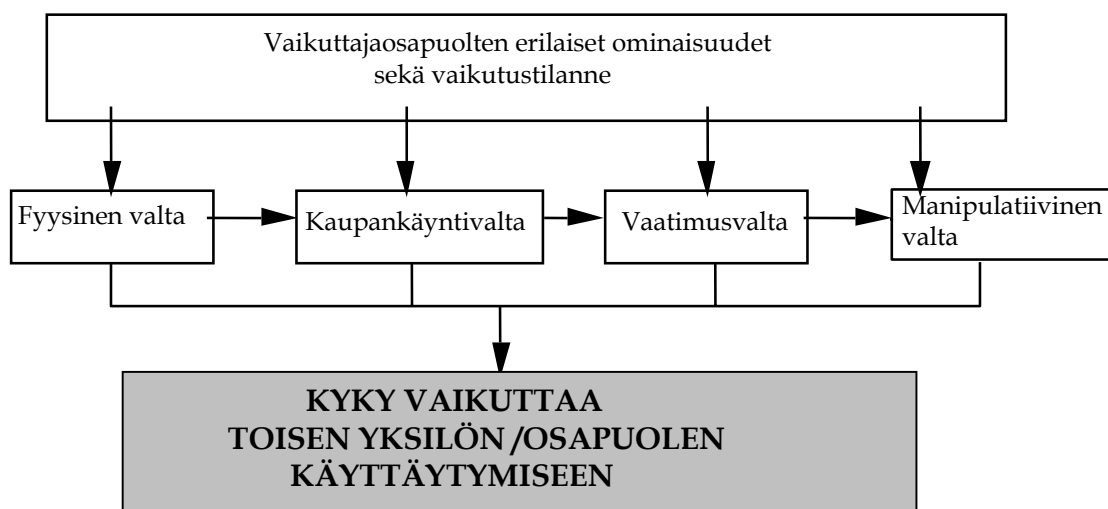 Vaikuttajaosapuolten erilaiset ominaisuudet
sekä vaikutustilanne
Fyysinen valta
Kaupankäyntivalta
Vaatimusvalta
Manipulatiivinen
valta
KYKY VAIKUTTAA
TOISEN YKSILÖN /OSAPUOLEN
KÄYTTÄYTYMISEEN